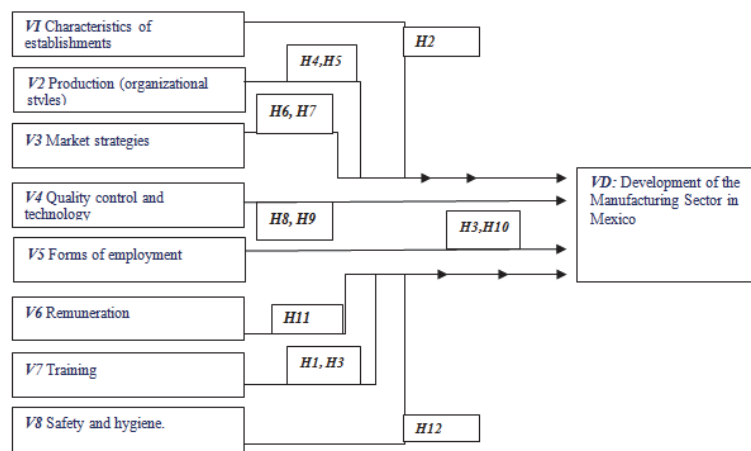 V1 Characteristics of
establishments
H2
H4,H5
V2 Production (organizational
styles)
H6, H7
V3 Market strategies
VD: Development of the
Manufacturing Sector in
Mexico
V4 Quality control and
technology
H8, H9
H3,H10
V5 Forms of employment
V6 Remuneration
H11
V7 Training
H1, H3
V8 Safety and hygiene.
H12